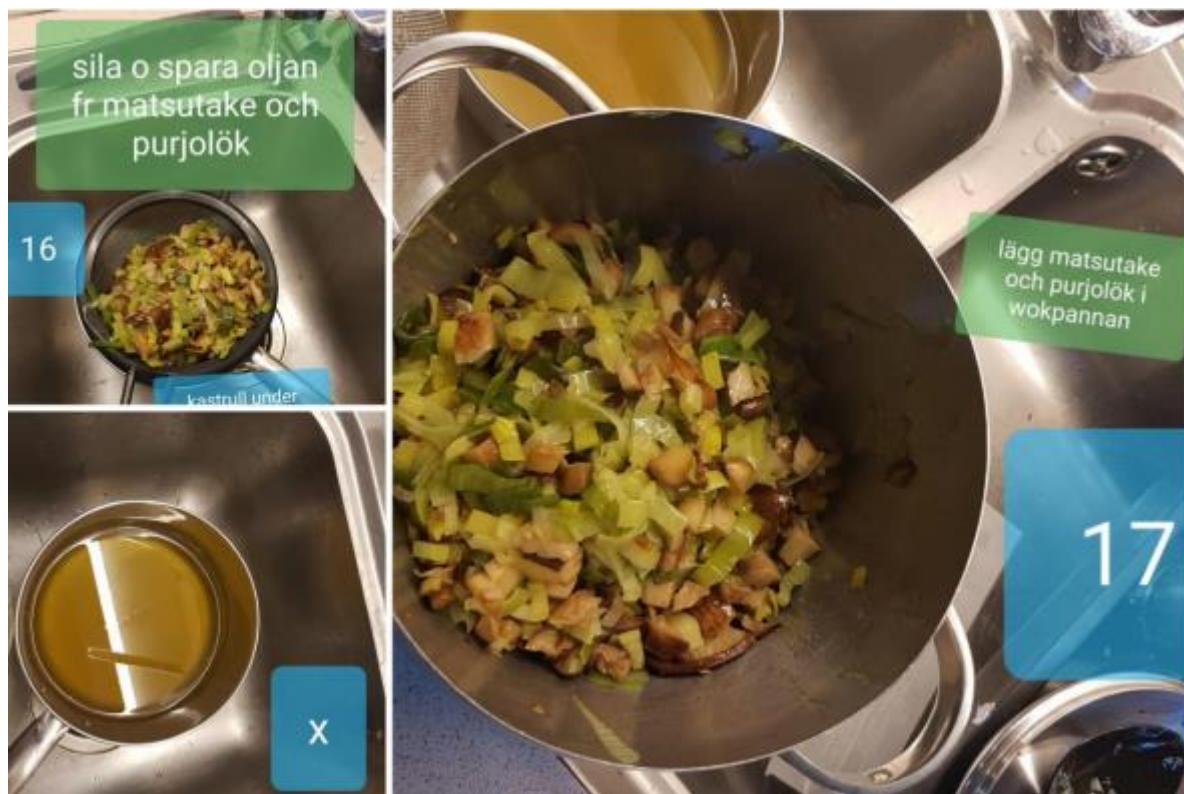 sila o spara oljan
fr matsutake och
purjolök
16
kastrull under
x
lägg matsutake
och purjolök i
wokpannan
17